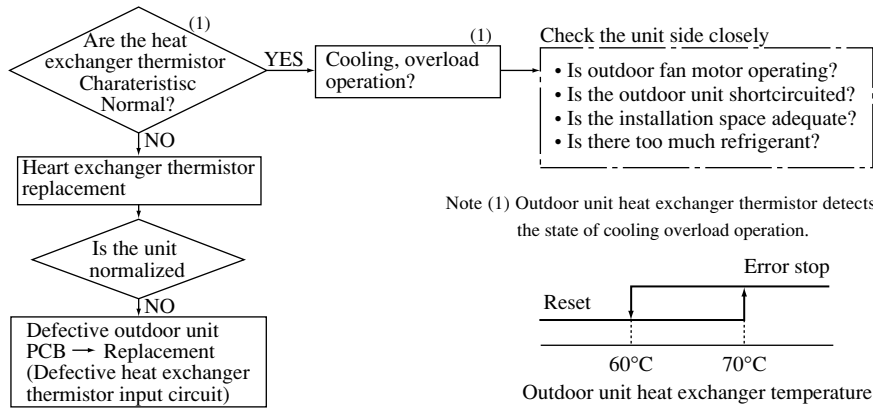 (1)
Are the heat
exchanger thermistor
Charateristisc
Normal?
YES
(1)
Cooling, overload
operation?
Check the unit side closely
• Is outdoor fan motor operating?
• Is the outdoor unit shortcircuited?
• Is the installation space adequate?
• Is there too much refrigerant?
NO
Heart exchanger thermistor
replacement
Is the unit
normalized
NO
Defective outdoor unit
PCB → Replacement
(Defective heat exchanger
thermistor input circuit)
Note (1) Outdoor unit heat exchanger thermistor detects
the state of cooling overload operation.
Error stop
Reset
60°C
70°C
Outdoor unit heat exchanger temperature